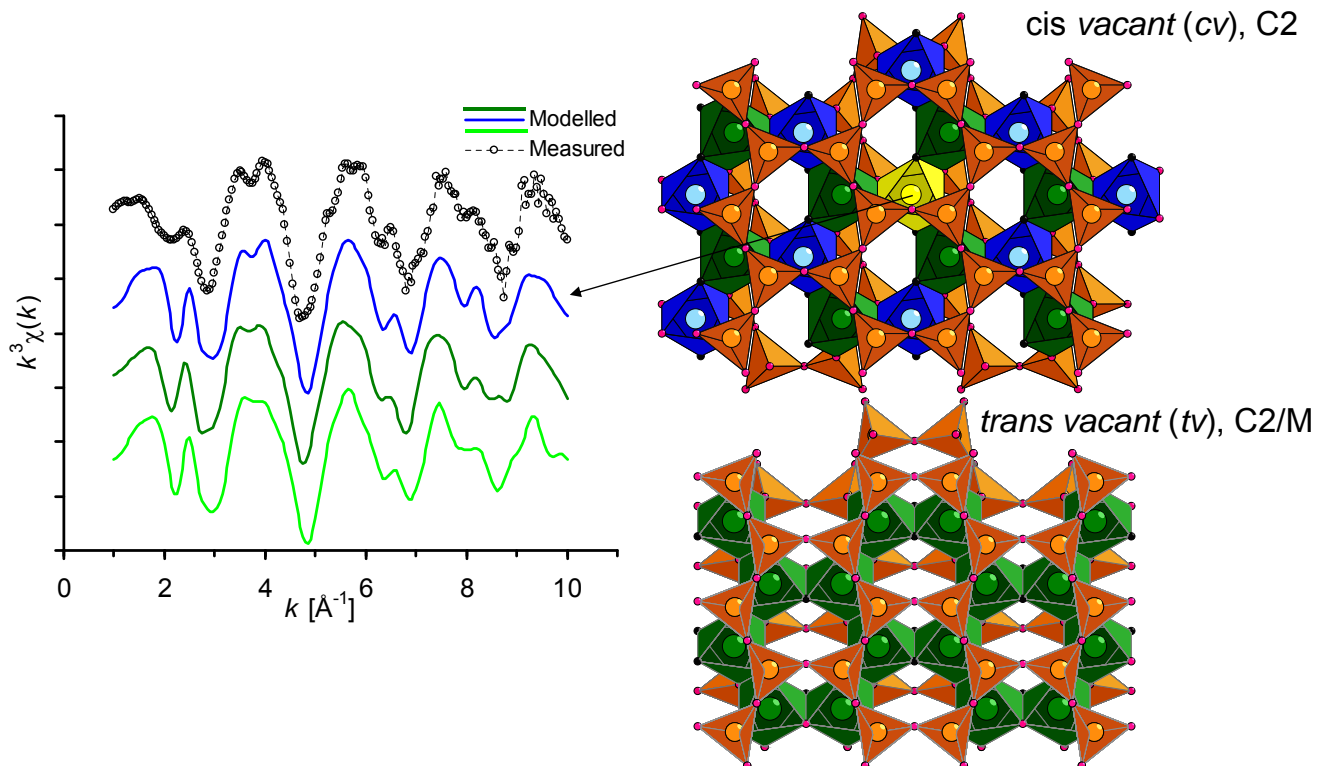 cis vacant (cv), C2
Modelled
Measured
k³χ(k)
0 2 4 6 8 10
k [Å⁻¹]
trans vacant (tv), C2/M